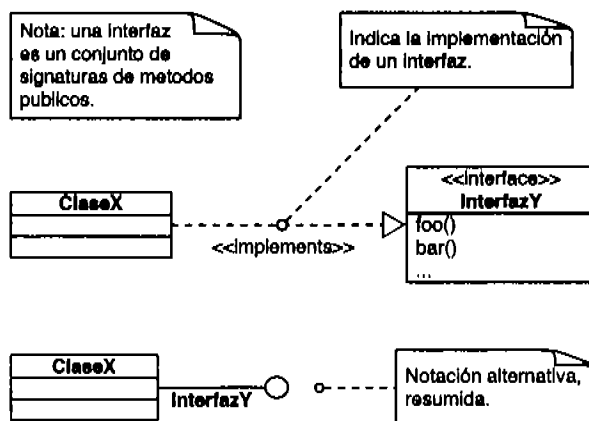 Nota: una interfaz
es un conjunto de
signaturas de metodos
publicos.
Indica la implementación
de un interfaz.
ClaseX
<<implements>>
<<interface>>
InterfazY
foo()
bar()
...
ClaseX
InterfazY
Notación alternativa,
resumida.